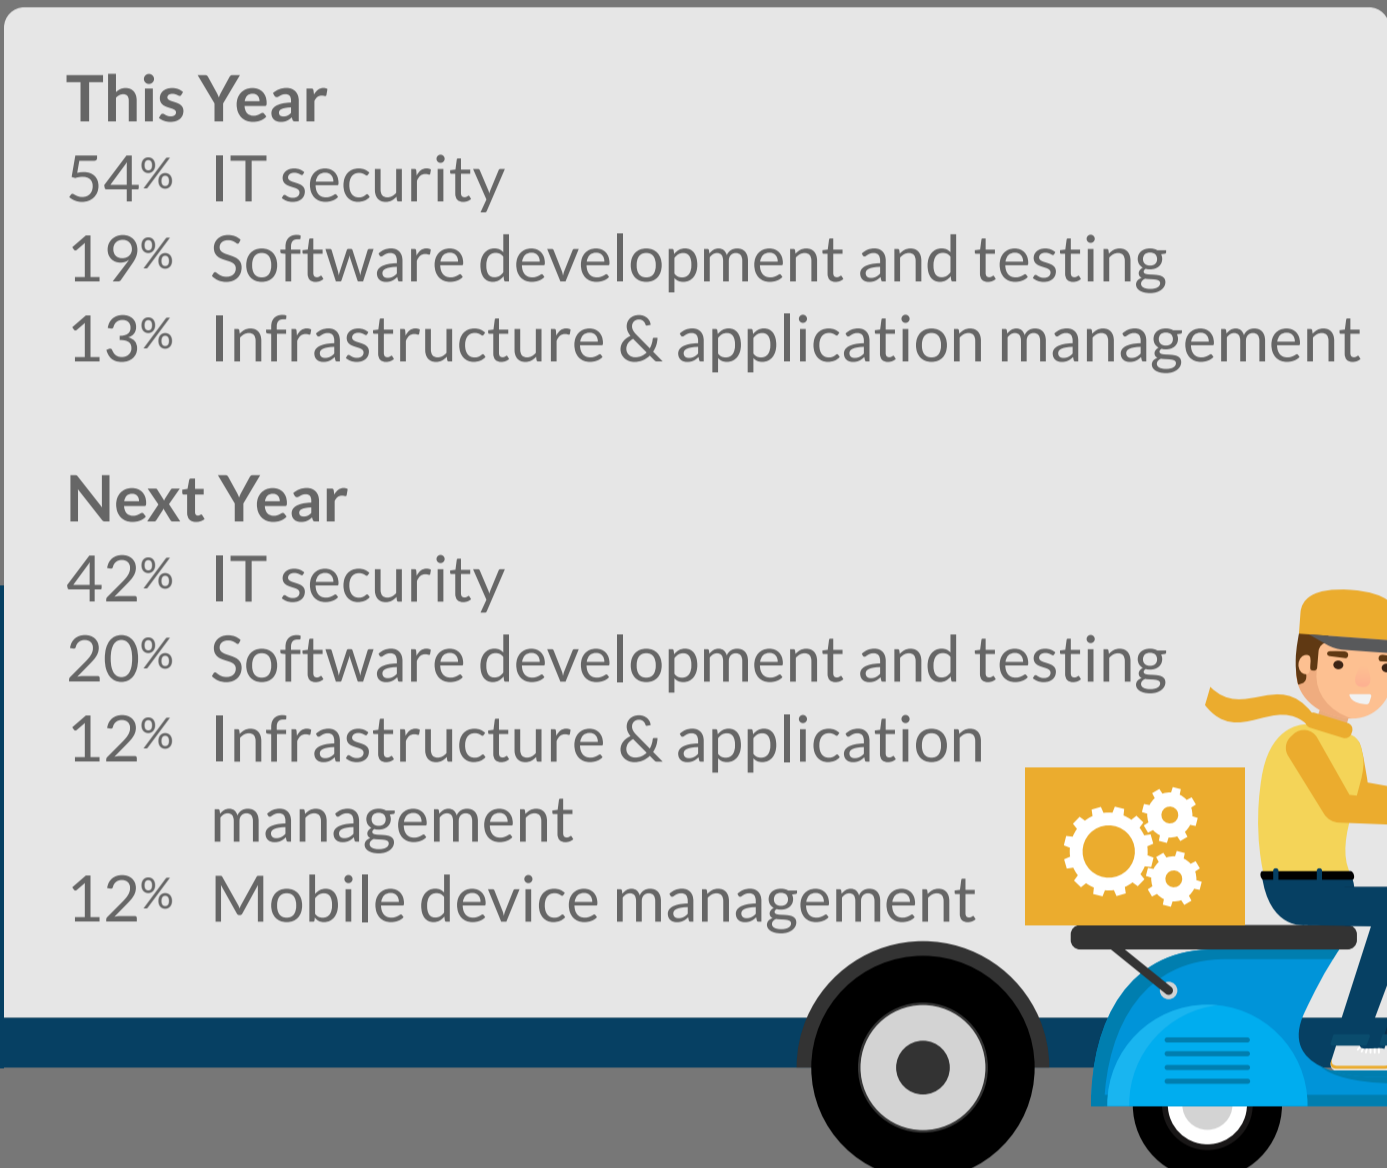 This Year
54% IT security
19% Software development and testing
13% Infrastructure & application management
Next Year
42% IT security
20% Software development and testing
12% Infrastructure & application
management
12% Mobile device management